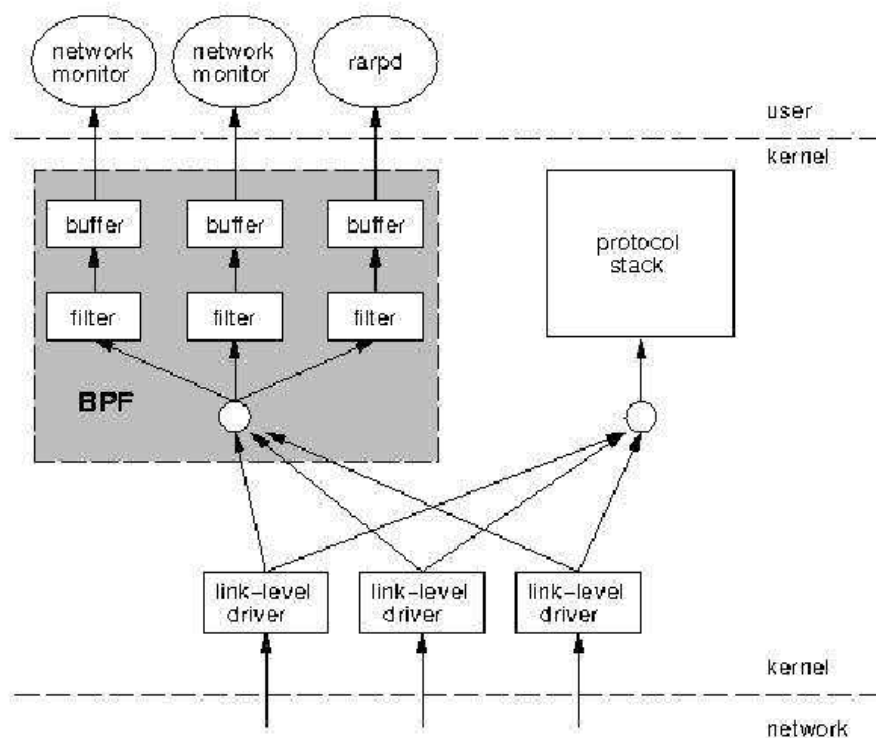 network
monitor
network
monitor
rarpd
user
kernel
buffer
buffer
buffer
protocol
stack
filter
filter
filter
BPF
link-level
driver
link-level
driver
link-level
driver
kernel
network